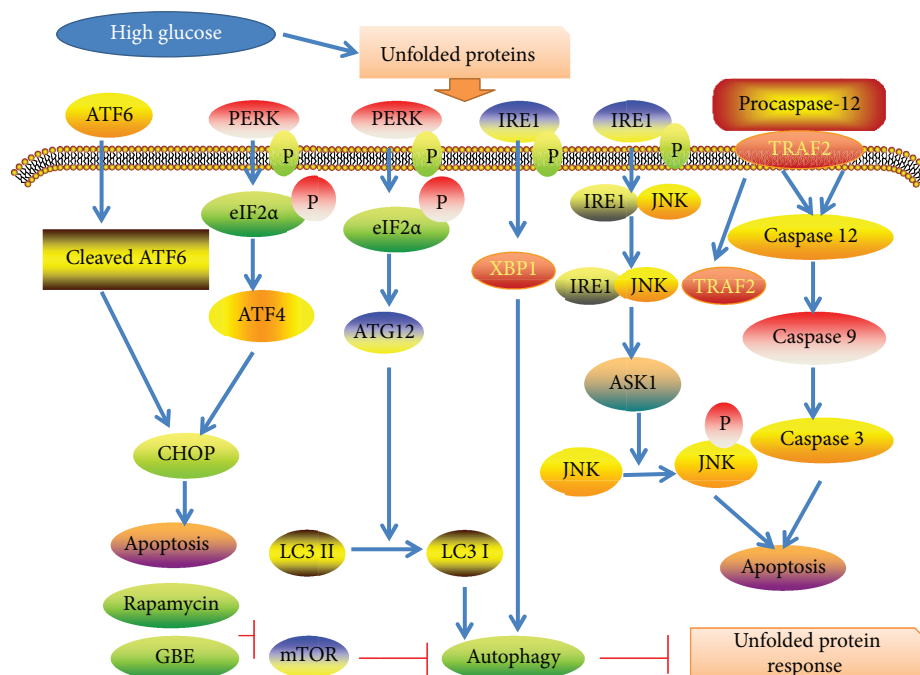 High glucose
Unfolded proteins
ATF6
PERK
PERK
IRE1
IRE1
Procaspase-12
P
P
P
P
TRAF2
P
P
eIF2α
eIF2α
IRE1
JNK
Caspase 12
Cleaved ATF6
XBP1
IRE1
JNK
TRAF2
ATF4
ATG12
Caspase 9
ASK1
P
CHOP
Caspase 3
JNK
JNK
Apoptosis
LC3 II
LC3 I
Apoptosis
Rapamycin
GBE
mTOR
Autophagy
Unfolded protein
response